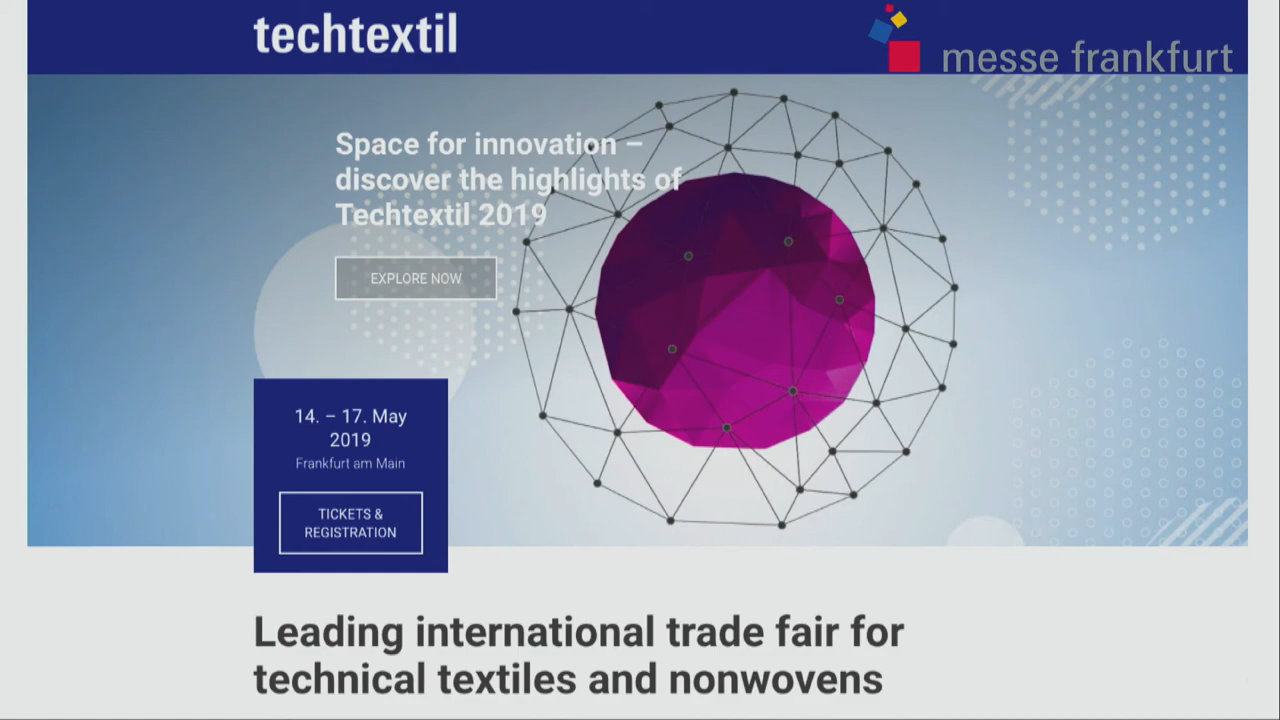 techtextil
messe frankfurt
Space for innovation –
discover the highlights of
Techtextil 2019
EXPLORE NOW
14. – 17. May
2019
Frankfurt am Main
TICKETS &
REGISTRATION
Leading international trade fair for
technical textiles and nonwovens